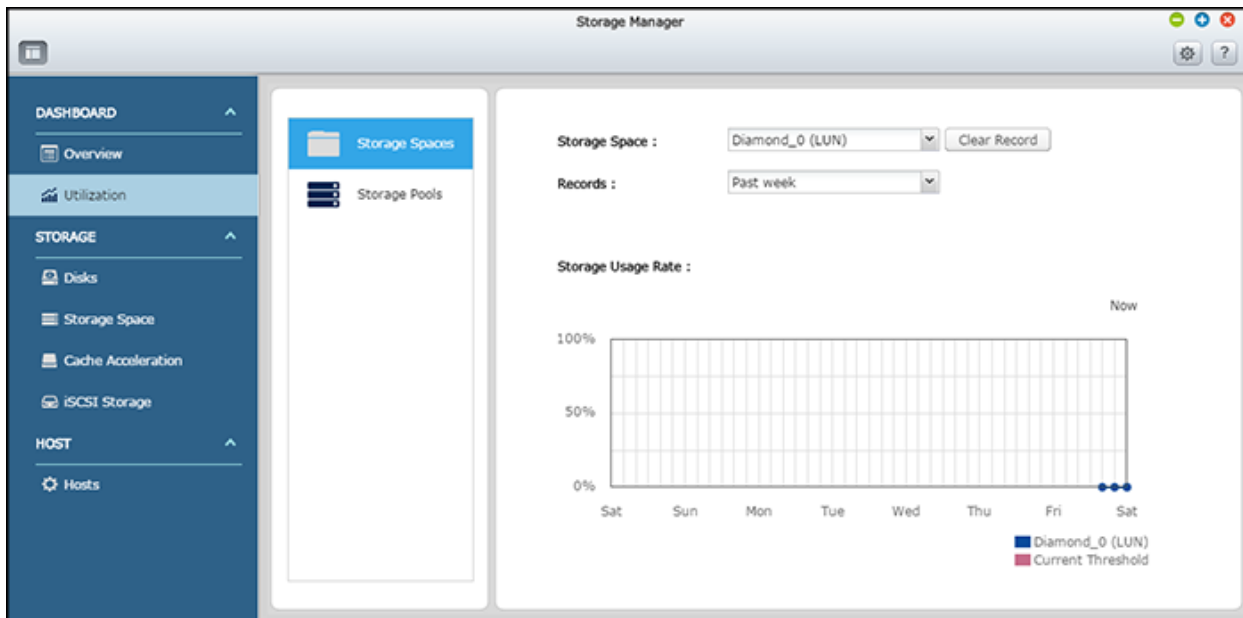 Storage Manager
?
DASHBOARD
Overview
Utilization
STORAGE
Disks
Storage Space
Cache Acceleration
iSCSI Storage
HOST
Hosts
Storage Spaces
Storage Pools
Storage Space : Diamond_0 (LUN) Clear Record
Records : Past week
Storage Usage Rate :
Now
100%
50%
0%
Sat Sun Mon Tue Wed Thu Fri Sat
Diamond_0 (LUN)
Current Threshold